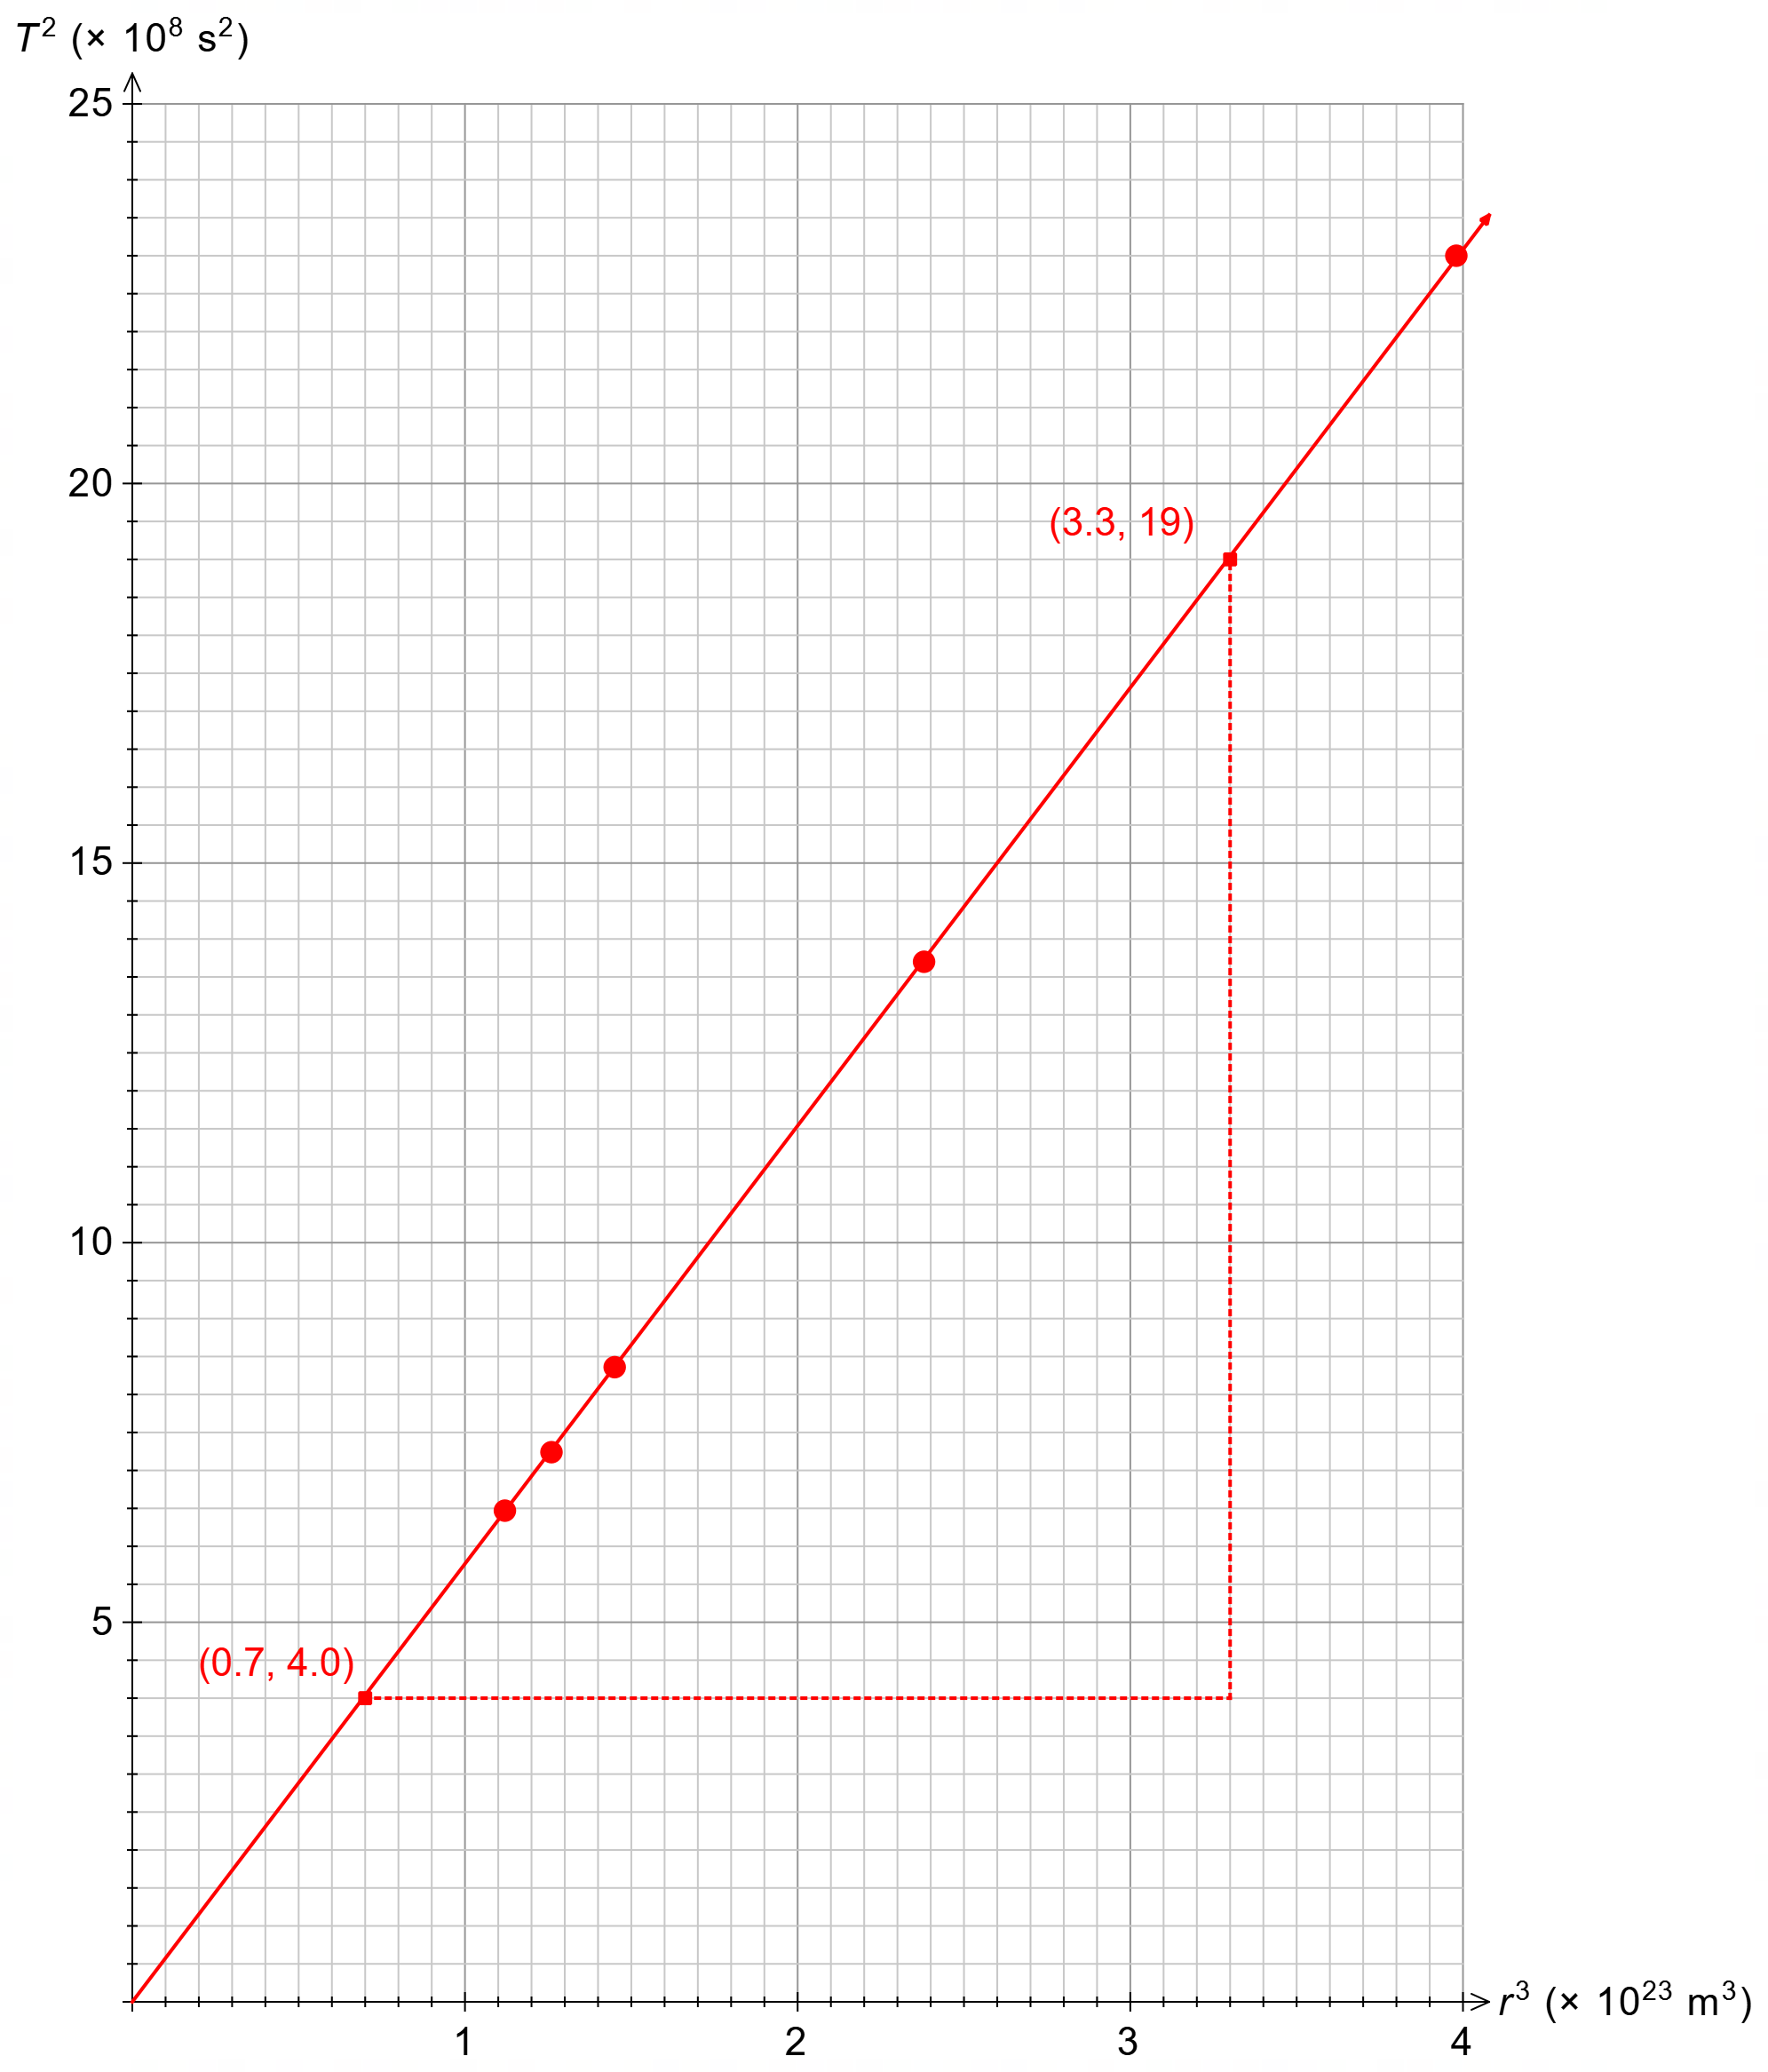 T² (× 10⁸ s²)
25
20
(3.3, 19)
15
10
5
(0.7, 4.0)
r³ (× 10²³ m³)
1 2 3 4